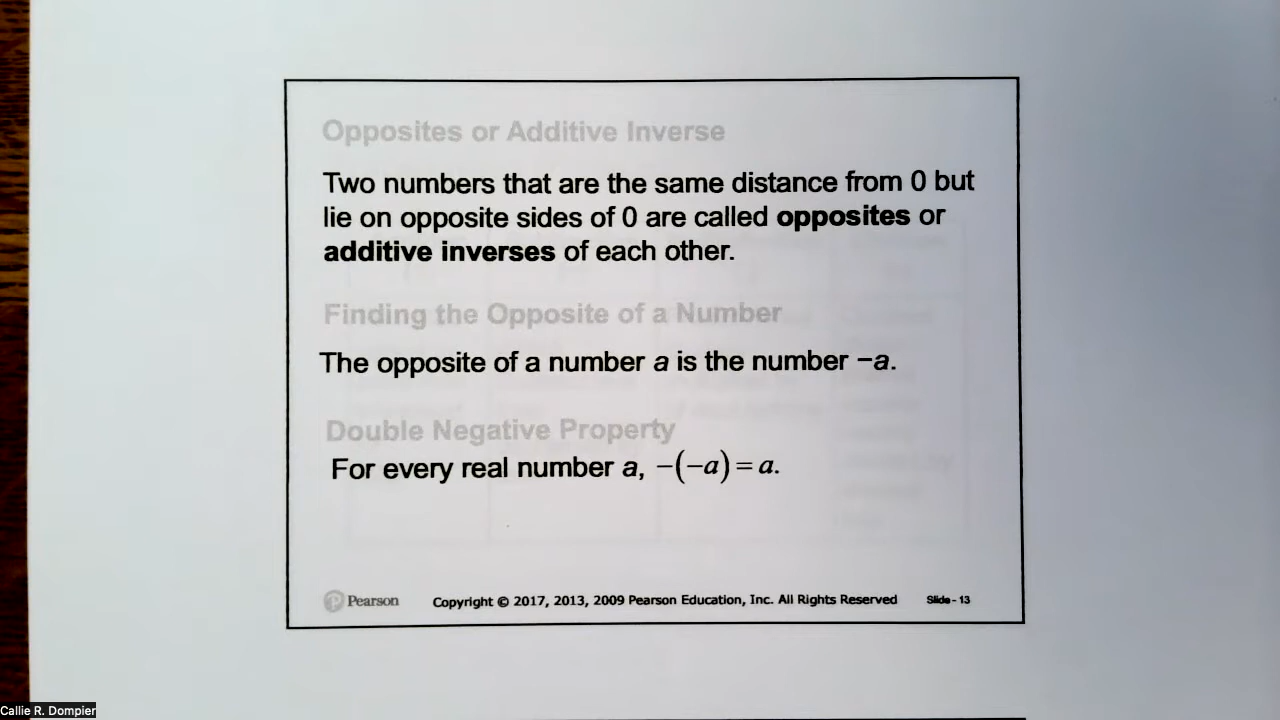 Opposites or Additive Inverse
Two numbers that are the same distance from 0 but
lie on opposite sides of 0 are called opposites or
additive inverses of each other.
Finding the Opposite of a Number
The opposite of a number a is the number −a.
Double Negative Property
For every real number a, −(−a) = a.
Pearson Copyright © 2017, 2013, 2009 Pearson Education, Inc. All Rights Reserved Slide - 13
Callie R. Dompier